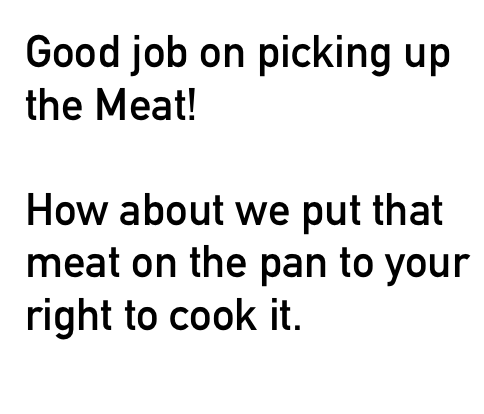 Good job on picking up
the Meat!
How about we put that
meat on the pan to your
right to cook it.